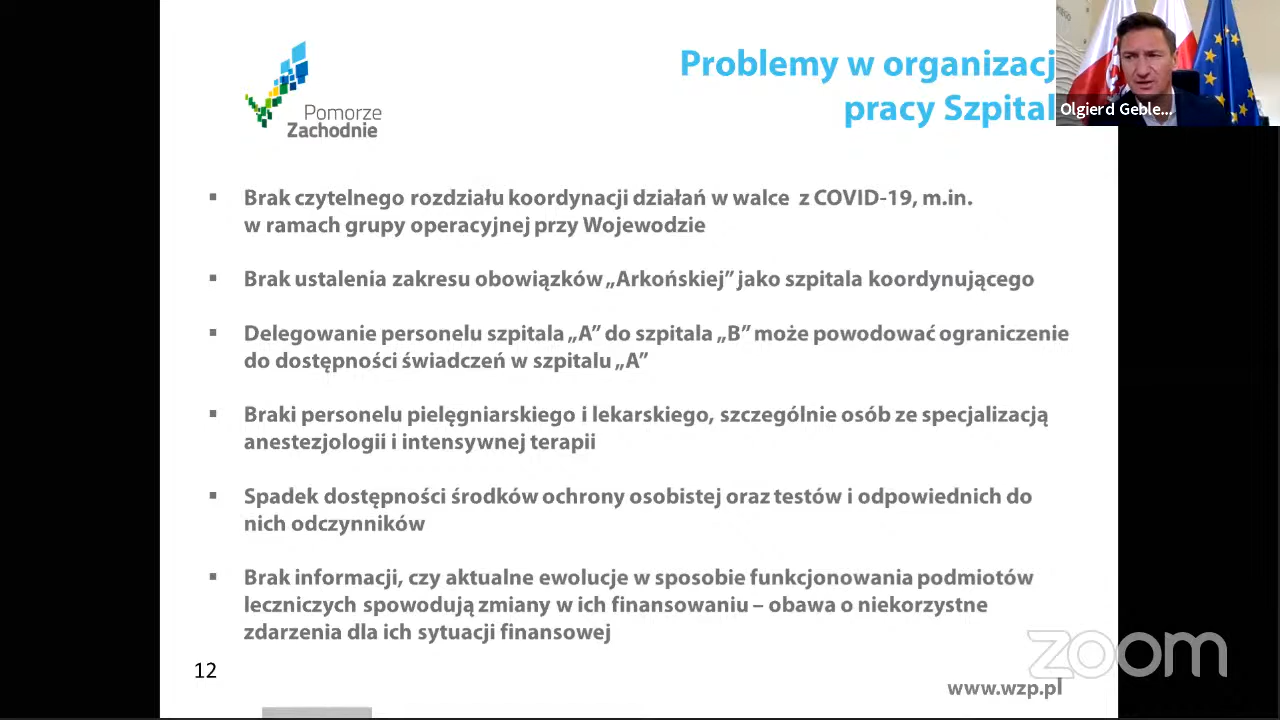 Problemy w organizacj
pracy Szpital
Olgierd Geble...
Pomorze
Zachodnie
Brak czytelnego rozdziału koordynacji działań w walce z COVID-19, m.in.
w ramach grupy operacyjnej przy Wojewodzie
Brak ustalenia zakresu obowiązków „Arkońskiej” jako szpitala koordynującego
Delegowanie personelu szpitala „A” do szpitala „B” może powodować ograniczenie
do dostępności świadczeń w szpitalu „A”
Braki personelu pielęgniarskiego i lekarskiego, szczególnie osób ze specjalizacją
anestezjologii i intensywnej terapii
Spadek dostępności środków ochrony osobistej oraz testów i odpowiednich do
nich odczynników
Brak informacji, czy aktualne ewolucje w sposobie funkcjonowania podmiotów
leczniczych spowodują zmiany w ich finansowaniu – obawa o niekorzystne
zdarzenia dla ich sytuacji finansowej
zoom
12
www.wzp.pl